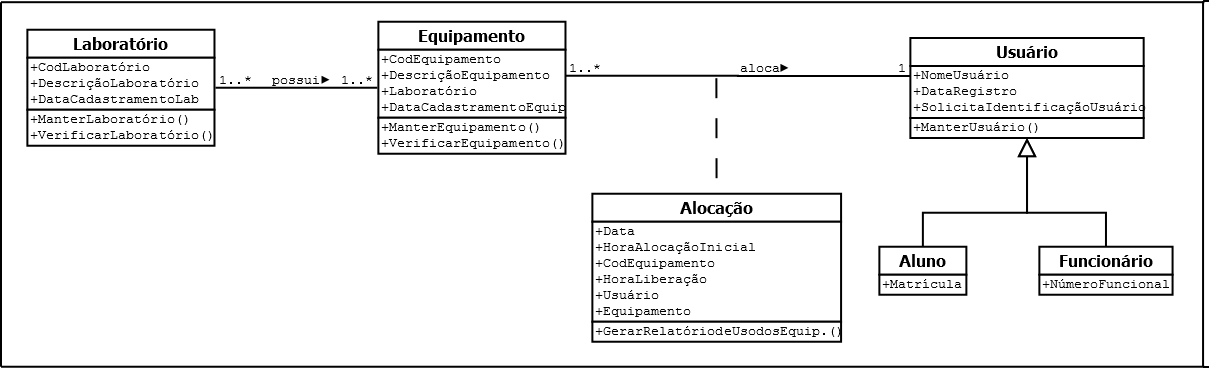 Laboratório
+CodLaboratório
+DescriçãoLaboratório
+DataCadastramentoLab
+ManterLaboratório()
+VerificarLaboratório()
1..* possui 1..*
Equipamento
+CodEquipamento
+DescriçãoEquipamento
+Laboratório
+DataCadastramentoEquip
+ManterEquipamento()
+VerificarEquipamento()
1..* aloca 1
Usuário
+NomeUsuário
+DataRegistro
+SolicitaIdentificaçãoUsuário
+ManterUsuário()
Alocação
+Data
+HoraAlocaçãoInicial
+CodEquipamento
+HoraLiberação
+Usuário
+Equipamento
+GerarRelatóriodeUsodosEquip.()
Aluno
+Matrícula
Funcionário
+NúmeroFuncional